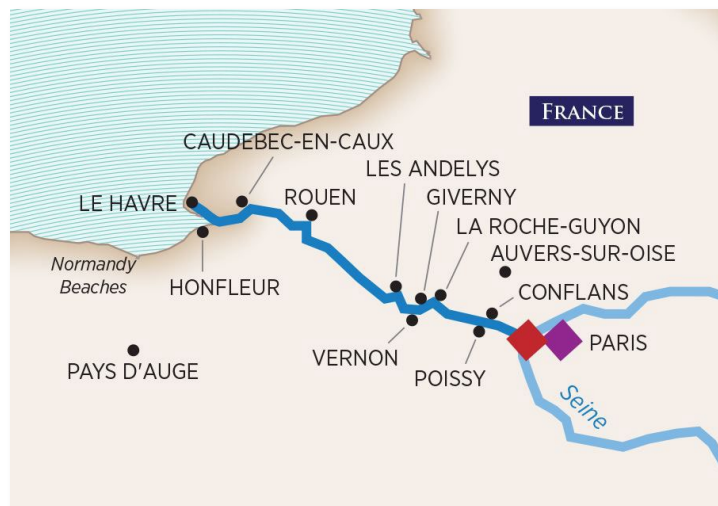 FRANCE
CAUDEBEC-EN-CAUX
LES ANDELYS
LE HAVRE
ROUEN
GIVERNY
LA ROCHE-GUYON
AUVERS-SUR-OISE
Normandy
Beaches
HONFLEUR
CONFLANS
VERNON
PARIS
PAYS D'AUGE
POISSY
Seine